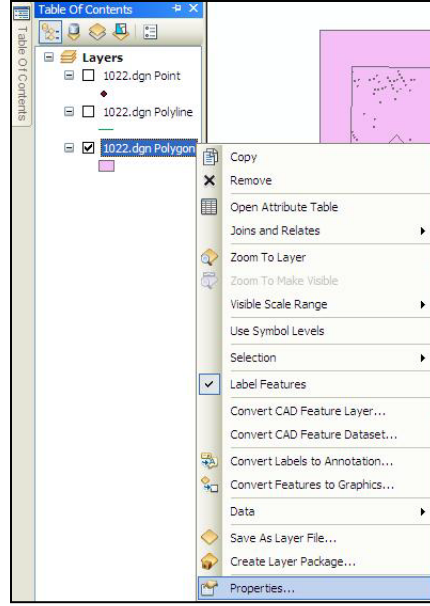 Table Of Contents
Table Of Contents
Layers
1022.dgn Point
1022.dgn Polyline
1022.dgn Polygon
Copy
Remove
Open Attribute Table
Joins and Relates
Zoom To Layer
Zoom To Make Visible
Visible Scale Range
Use Symbol Levels
Selection
Label Features
Convert CAD Feature Layer...
Convert CAD Feature Dataset...
Convert Labels to Annotation...
Convert Features to Graphics...
Data
Save As Layer File...
Create Layer Package...
Properties...